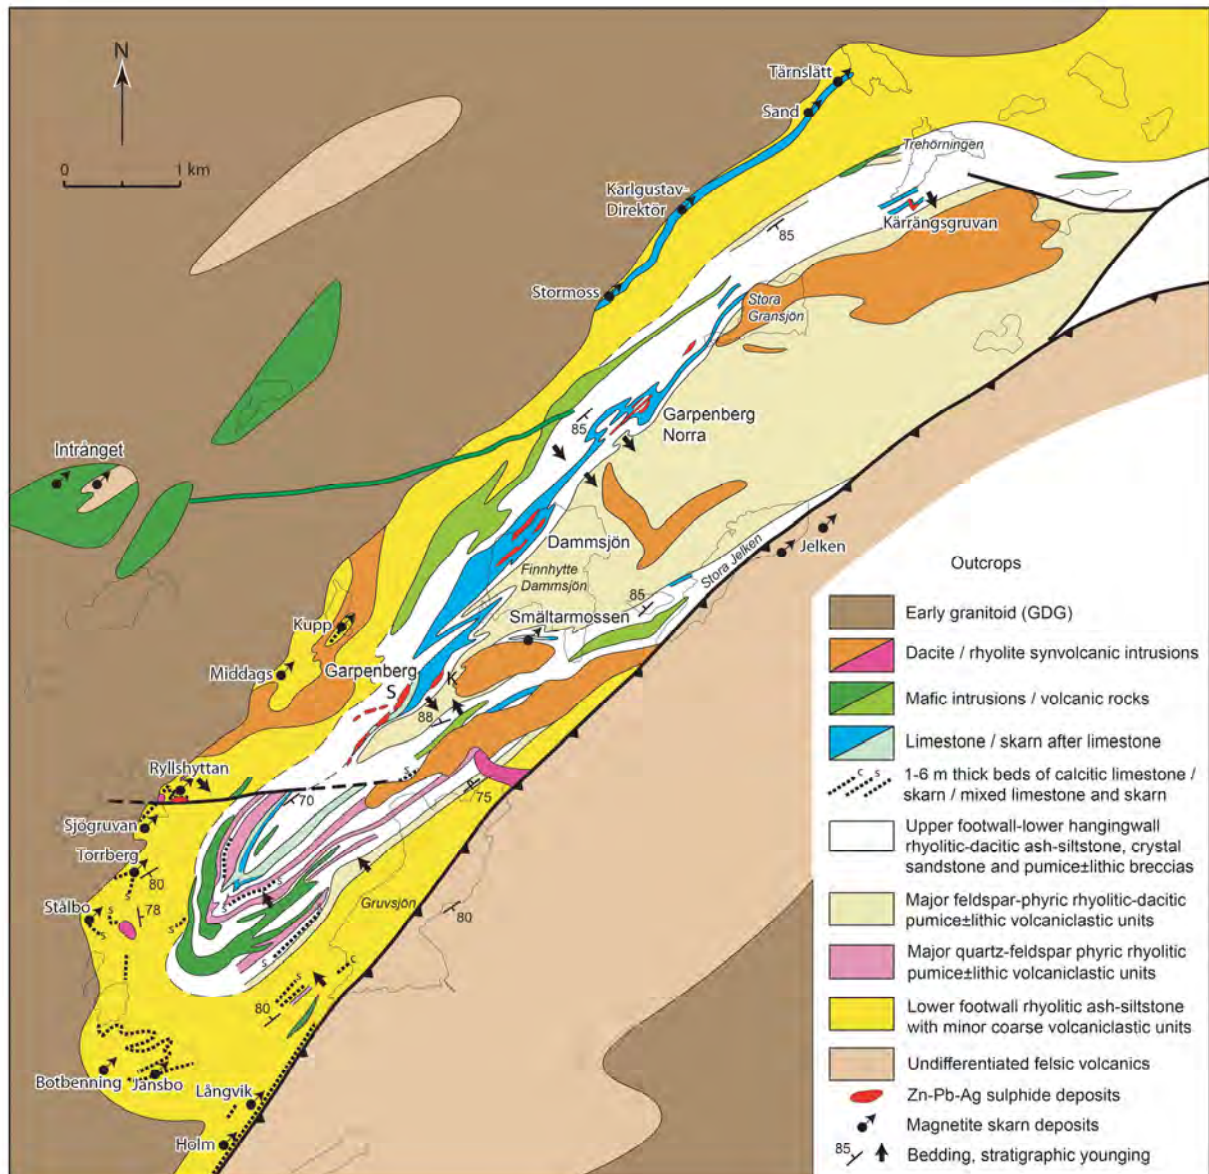 N
0 1 km
Tärnslätt
Sand
Trehörningen
Karlgustav-
Direktör
Kärrängsgruvan
85
Stormoss
Stora
Gransjön
85
Garpenberg
Norra
Intrånget
Dammsjön
Jelken
Finnhytte
Dammsjön
Stora Jelken
85
Smältarmossen
Kupp
Middags
Garpenberg
S
K
88
Ryllshyttan
s
70
75
Sjögruvan
Torrberg
80
Stålbo
s
78
s
s
s
Gruvsjön
80
s
s
c
80
Botbenning
Jänsbo
Långvik
Holm
Outcrops
Early granitoid (GDG)
Dacite / rhyolite synvolcanic intrusions
Mafic intrusions / volcanic rocks
Limestone / skarn after limestone
c s
1-6 m thick beds of calcitic limestone /
skarn / mixed limestone and skarn
Upper footwall-lower hangingwall
rhyolitic-dacitic ash-siltstone, crystal
sandstone and pumice±lithic breccias
Major feldspar-phyric rhyolitic-dacitic
pumice±lithic volcaniclastic units
Major quartz-feldspar phyric rhyolitic
pumice±lithic volcaniclastic units
Lower footwall rhyolitic ash-siltstone
with minor coarse volcaniclastic units
Undifferentiated felsic volcanics
Zn-Pb-Ag sulphide deposits
Magnetite skarn deposits
85 Bedding, stratigraphic younging